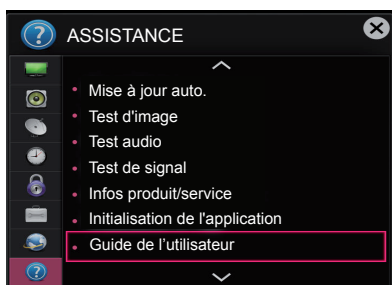 ASSISTANCE
Mise à jour auto.
Test d'image
Test audio
Test de signal
Infos produit/service
Initialisation de l'application
Guide de l’utilisateur